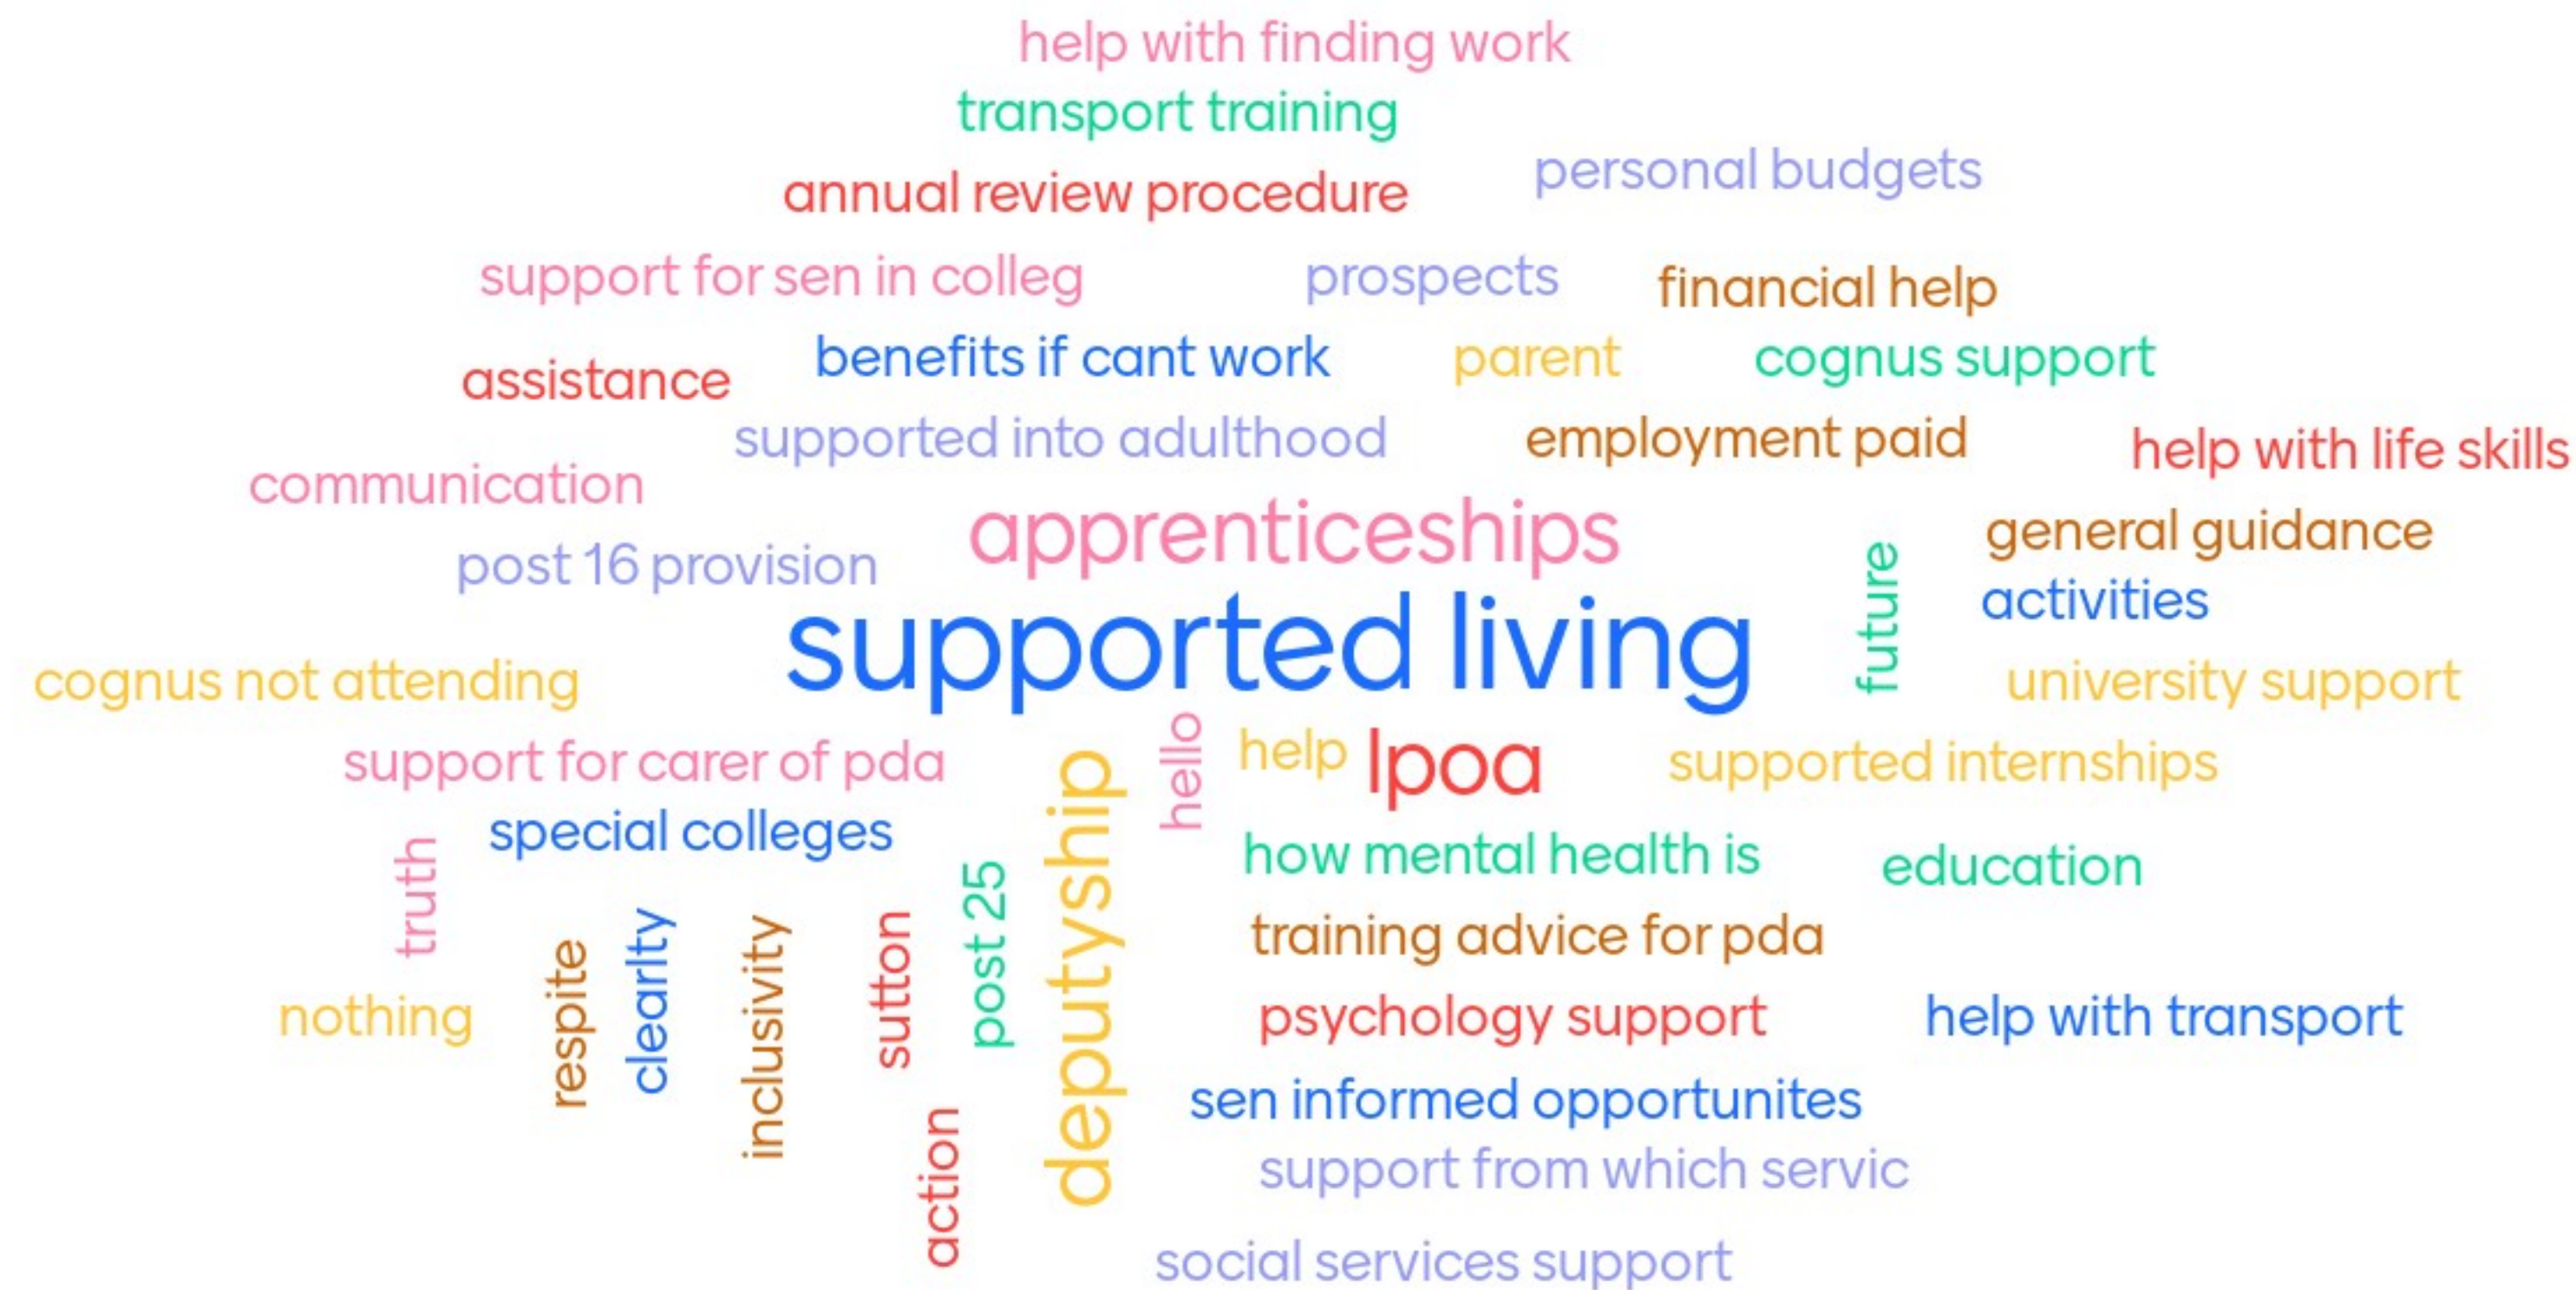 help with finding work
transport training
personal budgets
annual review procedure
support for sen in colleg
prospects
financial help
benefits if cant work
parent
cognus support
assistance
supported into adulthood
employment paid
help with life skills
communication
apprenticeships
general guidance
post 16 provision
future
activities
supported living
cognus not attending
university support
support for carer of pda
deputyship
hello
help
lpoa
supported internships
special colleges
how mental health is
education
truth
respite
clearlty
inclusivity
sutton
post 25
training advice for pda
nothing
psychology support
help with transport
sen informed opportunites
action
support from which servic
social services support